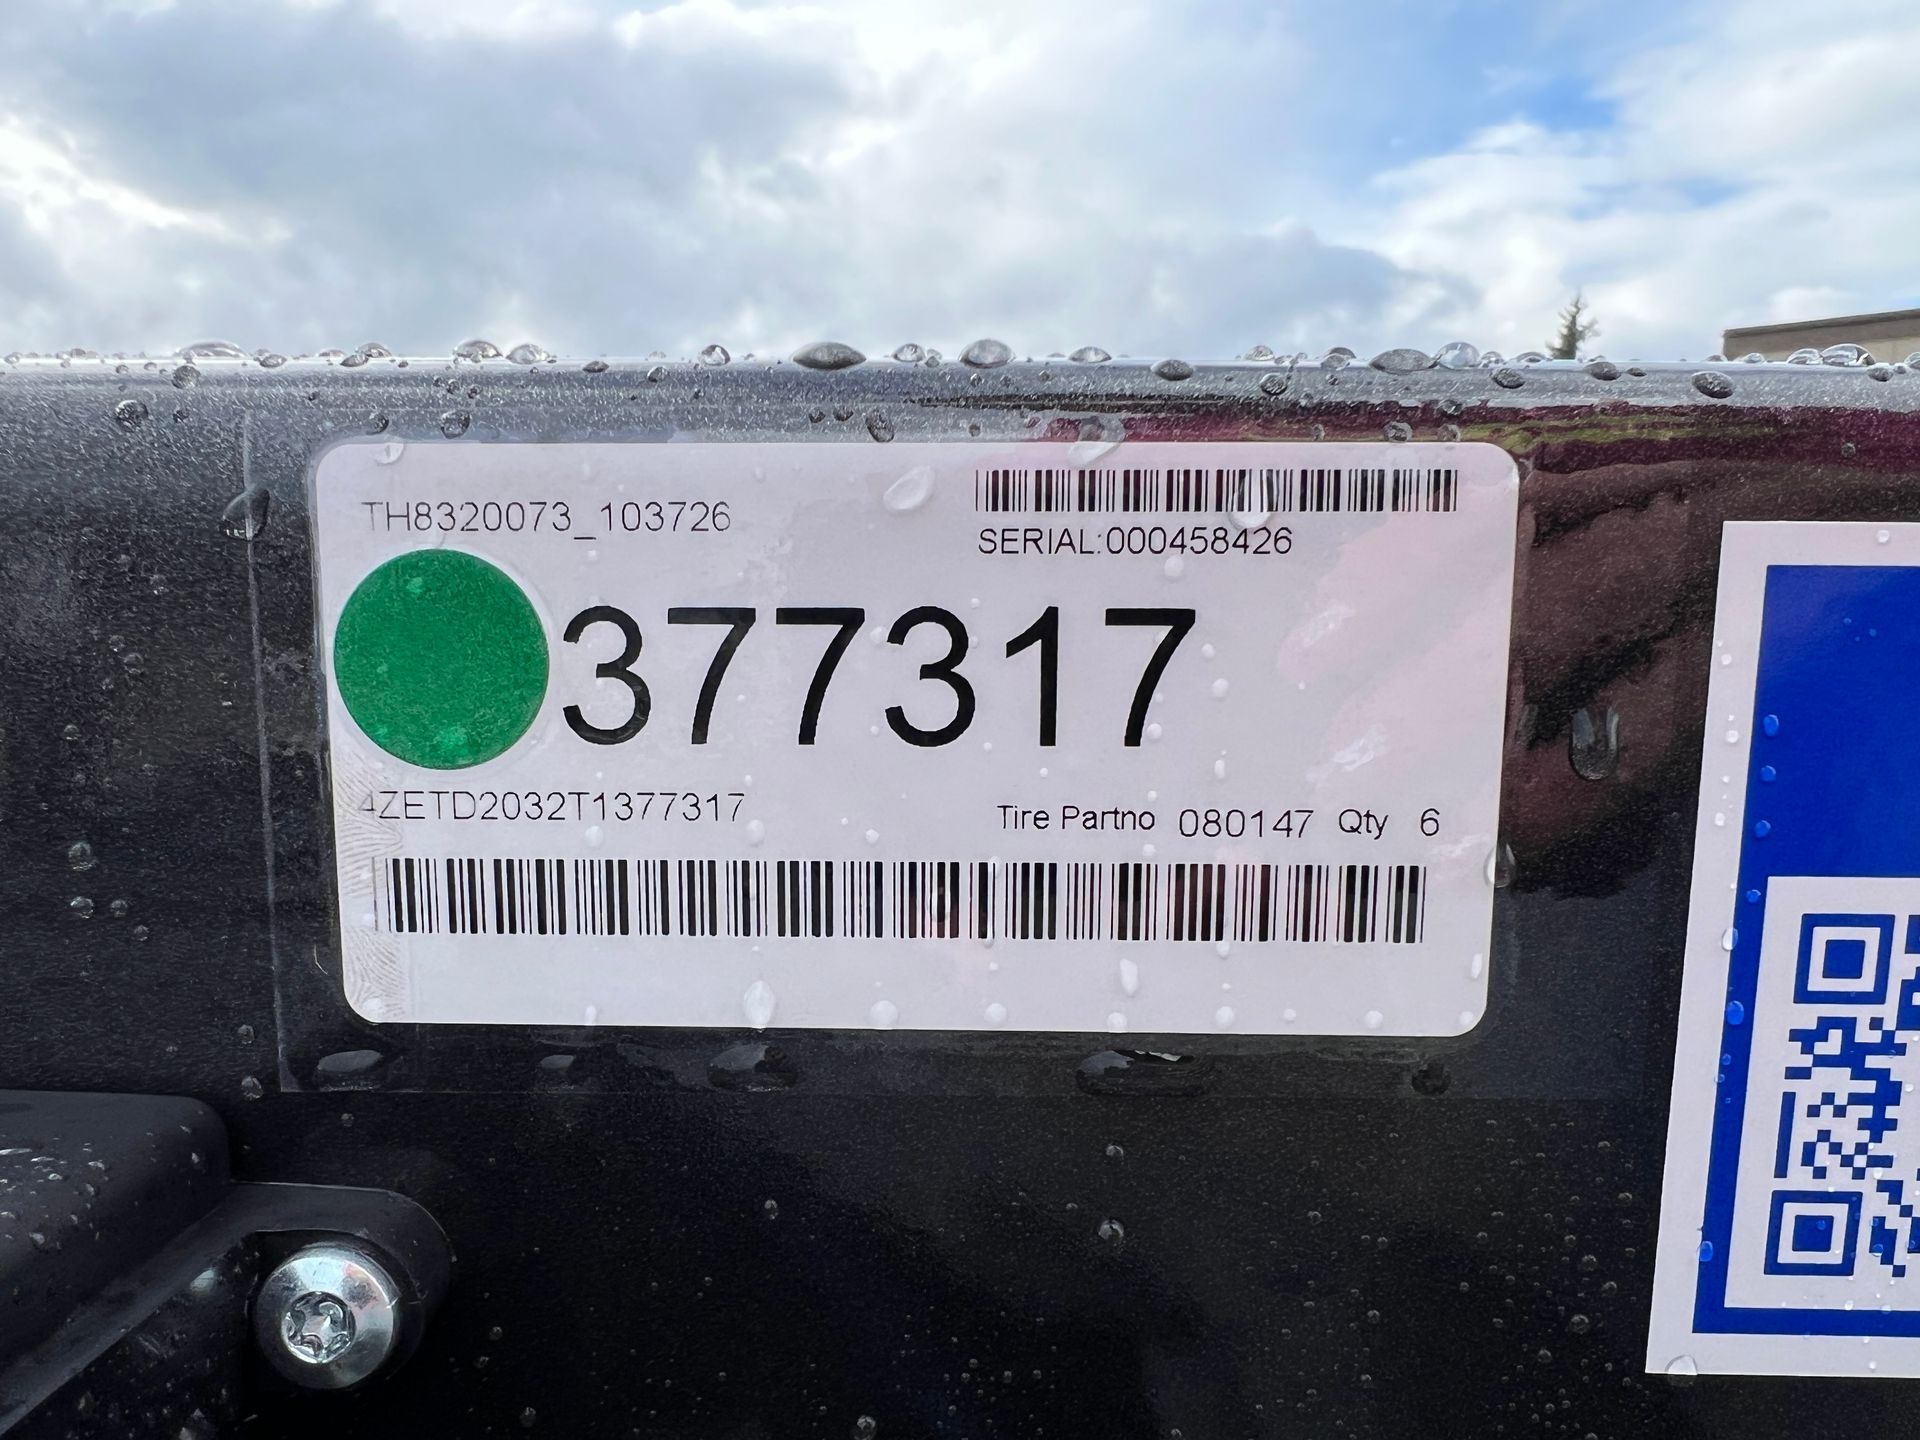 TH8320073_103726
SERIAL:000458426
377317
4ZETD2032T1377317
Tire Partno 080147 Qty 6